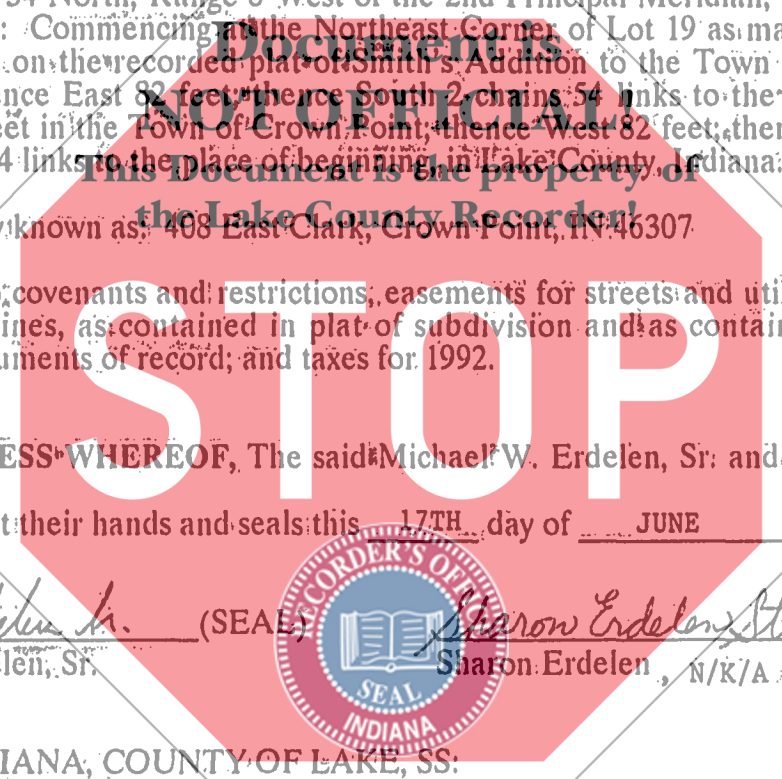 34 North, Range 8 West of the 2nd Principal Meridian,
: Commencing at the Northeast Corner of Lot 19 as ma
on the recorded plat of Smith's Addition to the Town
nce East 82 feet; thence South 2 chains 54 links to the
eet in the Town of Crown Point; thence West 82 feet; ther
4 links to the place of beginning, in Lake County, Indiana:
Document is
NOT OFFICIAL!
This Document is the property of
the Lake County Recorder!
known as: 408 East Clark, Crown Point, IN 46307
covenants and restrictions, easements for streets and uti
ines, as contained in plat of subdivision and as contain
uments of record; and taxes for 1992.
STOP
ESS WHEREOF, The said Michael W. Erdelen, Sr. and
t their hands and seals this 17TH day of JUNE
(SEAL)
Sharon Erdelen
len, Sr.
Sharon Erdelen, N/K/A
RECORDER'S OFFICE
SEAL
INDIANA
IANA, COUNTY OF LAKE, SS: